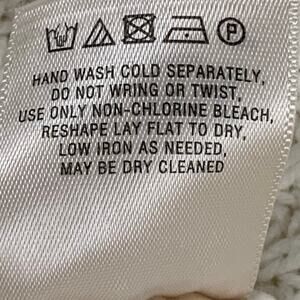 P
HAND WASH COLD SEPARATELY,
DO NOT WRING OR TWIST,
USE ONLY NON-CHLORINE BLEACH,
RESHAPE LAY FLAT TO DRY,
LOW IRON AS NEEDED,
MAY BE DRY CLEANED